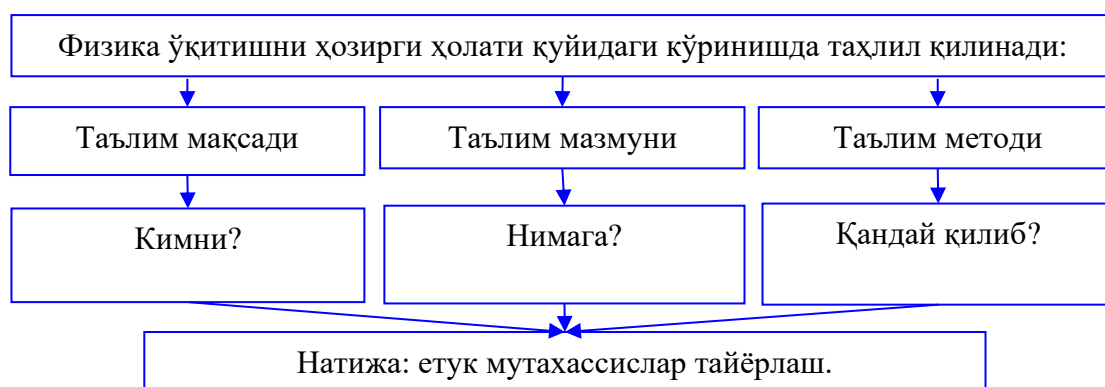 Физика ўқитишни ҳозирги ҳолати қуйидаги кўринишда таҳлил қилинади:
Таълим мақсади
Таълим мазмуни
Таълим методи
Кимни?
Нимага?
Қандай қилиб?
Натижа: етук мутахассислар тайёрлаш.